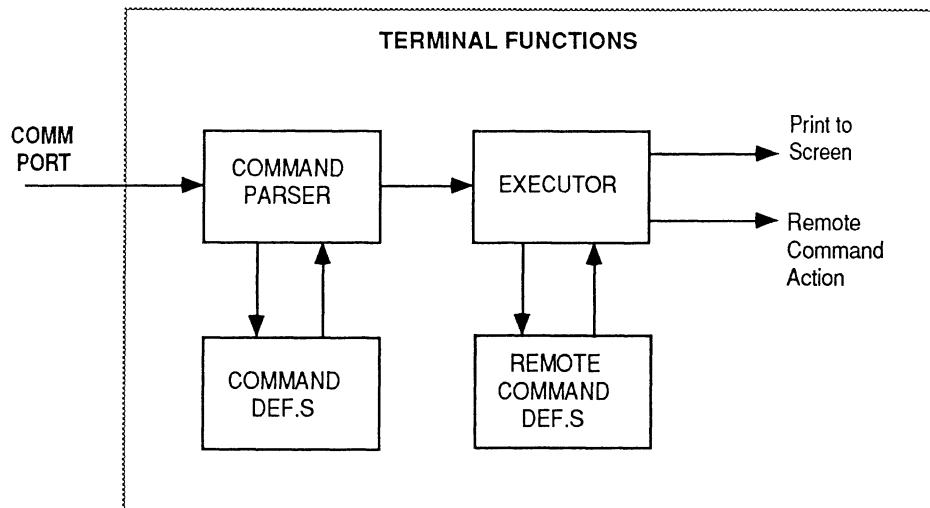 TERMINAL FUNCTIONS
COMM
PORT
COMMAND
PARSER
EXECUTOR
Print to
Screen
Remote
Command
Action
COMMAND
DEF.S
REMOTE
COMMAND
DEF.S